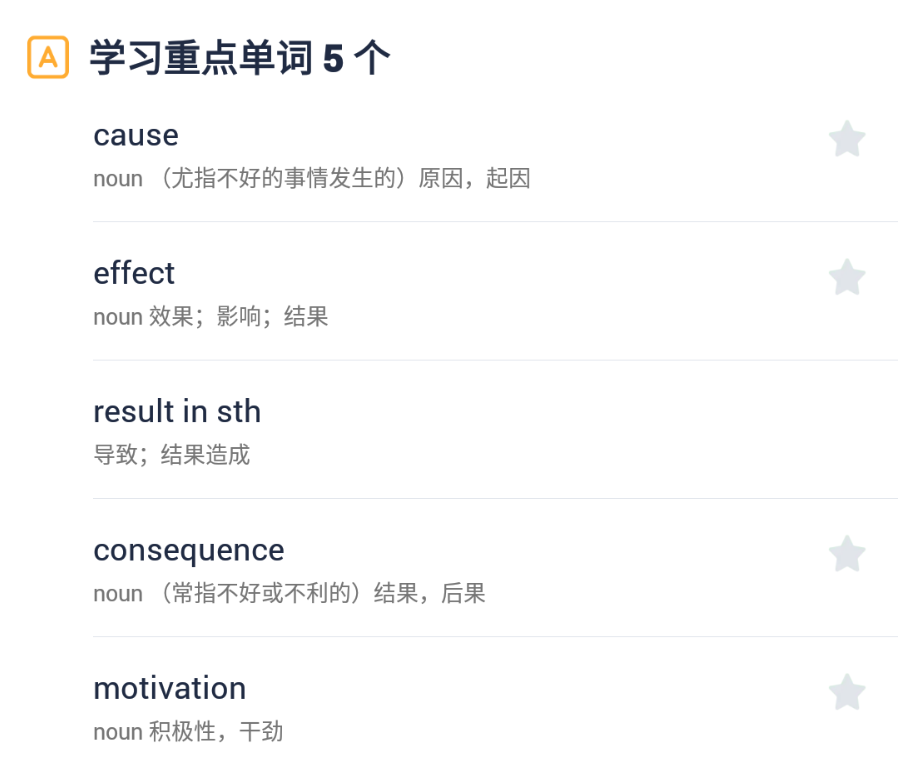 A 学习重点单词 5 个
cause
noun （尤指不好的事情发生的）原因，起因
effect
noun 效果；影响；结果
result in sth
导致；结果造成
consequence
noun （常指不好或不利的）结果，后果
motivation
noun 积极性，干劲